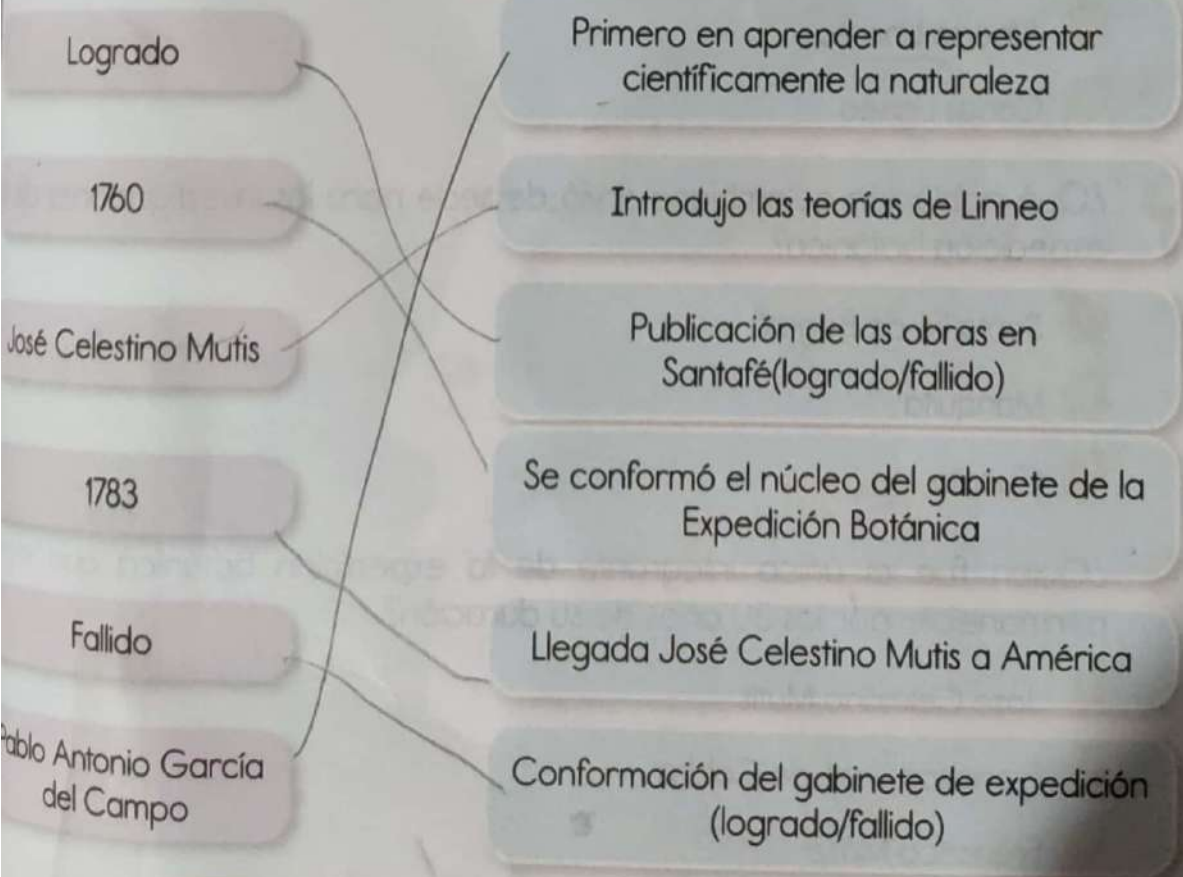 Logrado
1760
José Celestino Mutis
1783
Fallido
Pablo Antonio García
del Campo
Primero en aprender a representar
científicamente la naturaleza
Introdujo las teorías de Linneo
Publicación de las obras en
Santafé(logrado/fallido)
Se conformó el núcleo del gabinete de la
Expedición Botánica
Llegada José Celestino Mutis a América
Conformación del gabinete de expedición
(logrado/fallido)